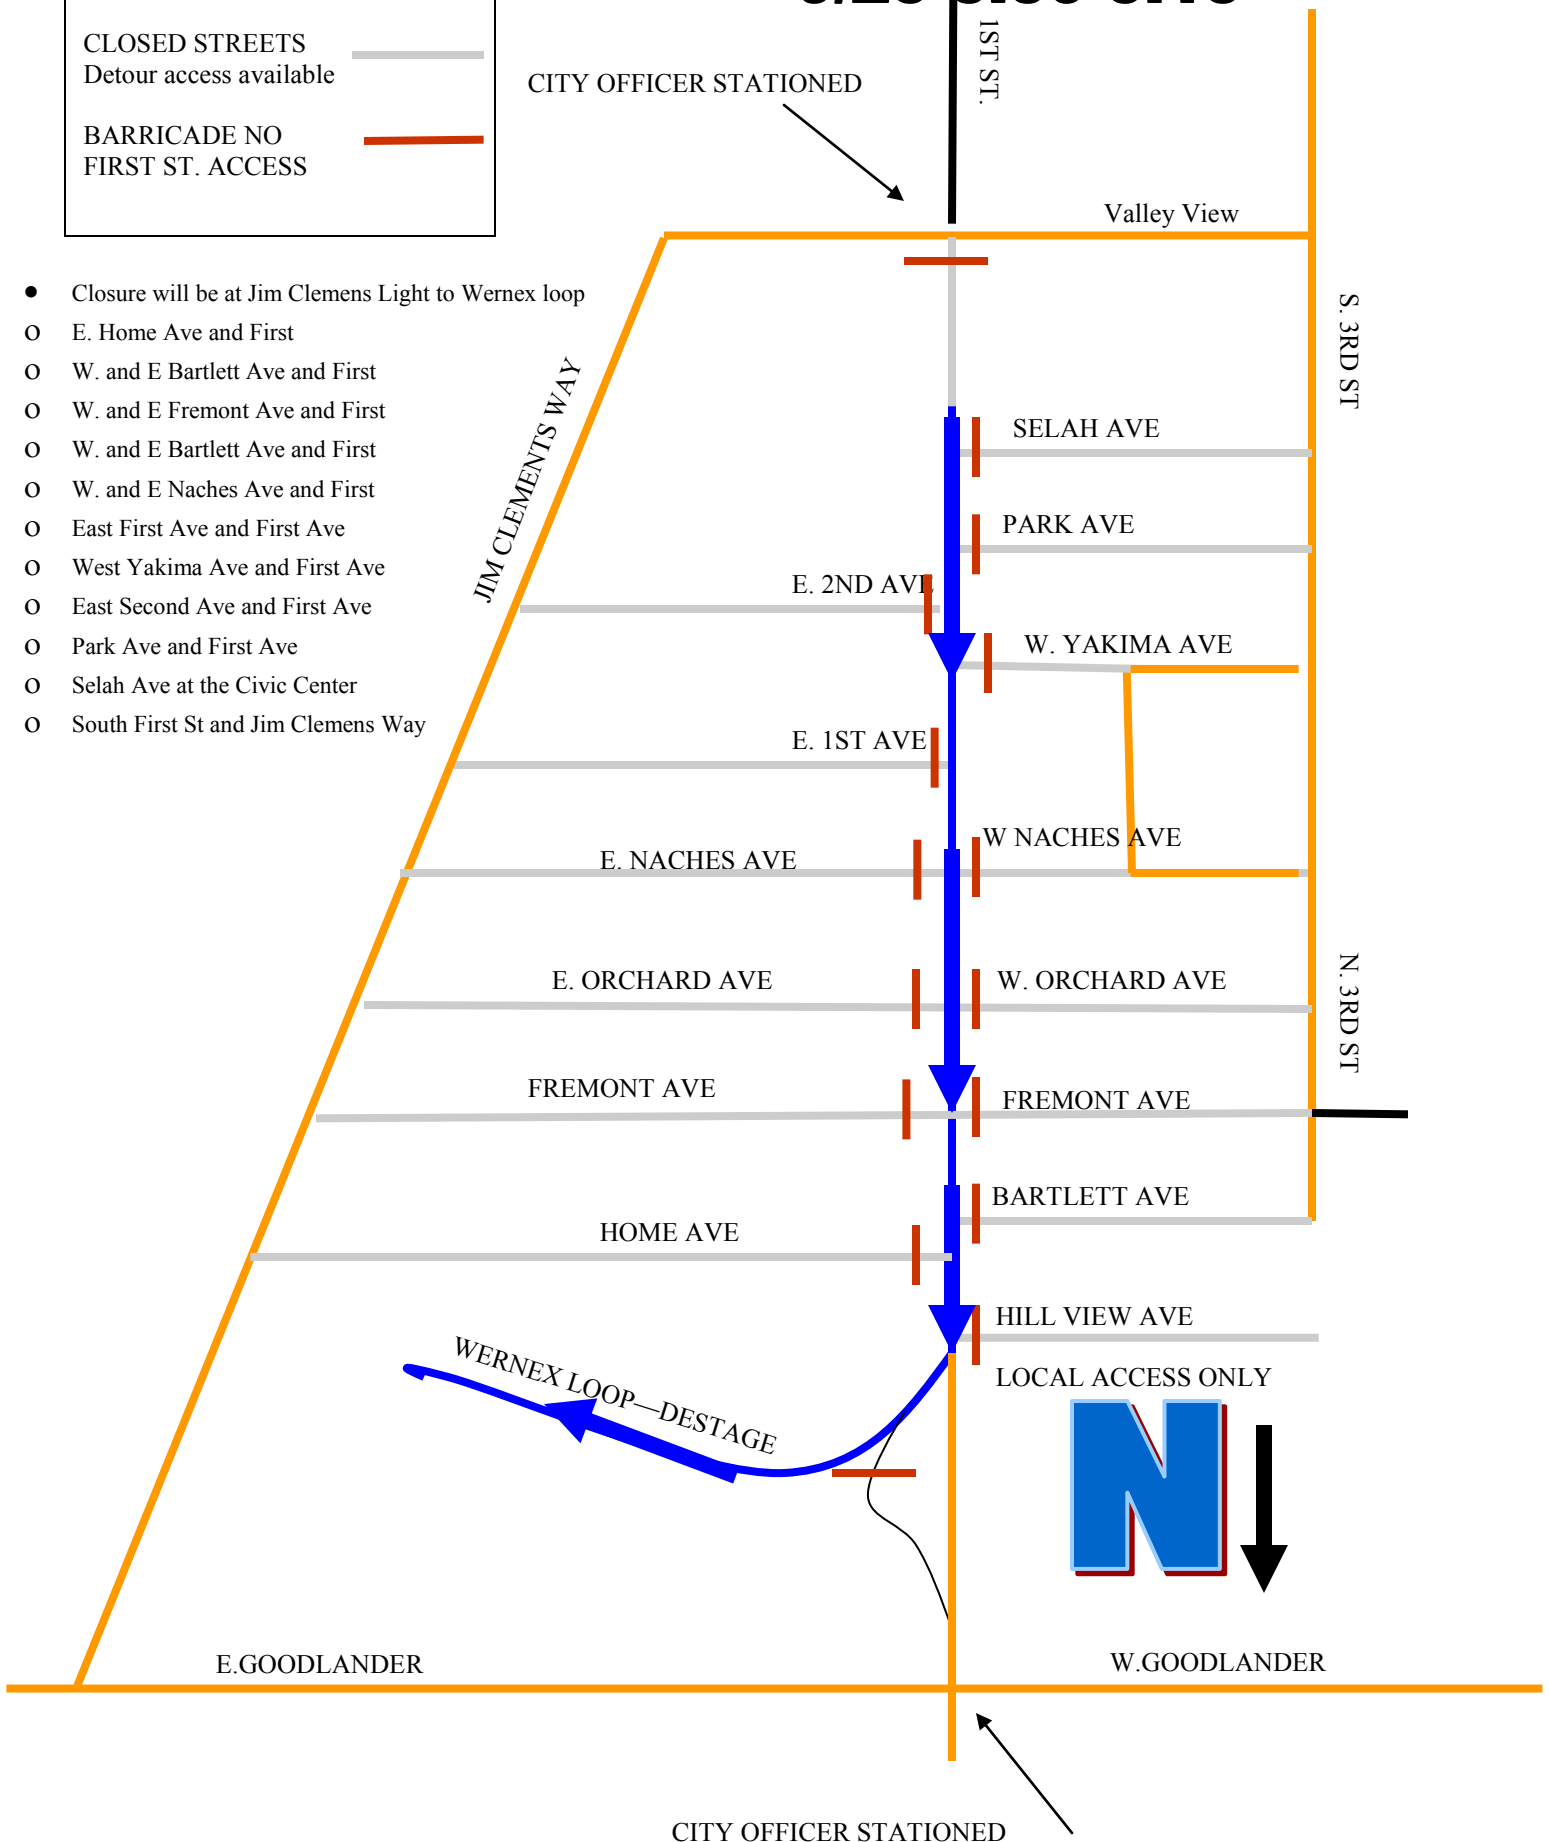 1ST ST.
CLOSED STREETS
Detour access available
CITY OFFICER STATIONED
BARRICADE NO
FIRST ST. ACCESS
Valley View
• Closure will be at Jim Clemens Light to Wernex loop
o E. Home Ave and First
o W. and E Bartlett Ave and First
o W. and E Fremont Ave and First
o W. and E Bartlett Ave and First
o W. and E Naches Ave and First
o East First Ave and First Ave
o West Yakima Ave and First Ave
o East Second Ave and First Ave
o Park Ave and First Ave
o Selah Ave at the Civic Center
o South First St and Jim Clemens Way
S. 3RD ST
JIM CLEMENTS WAY
SELAH AVE
PARK AVE
E. 2ND AVE
W. YAKIMA AVE
E. 1ST AVE
W NACHES AVE
E. NACHES AVE
N. 3RD ST
E. ORCHARD AVE
W. ORCHARD AVE
FREMONT AVE
FREMONT AVE
BARTLETT AVE
HOME AVE
HILL VIEW AVE
WERNEX LOOP—DESTAGE
LOCAL ACCESS ONLY
N
E.GOODLANDER
W.GOODLANDER
CITY OFFICER STATIONED